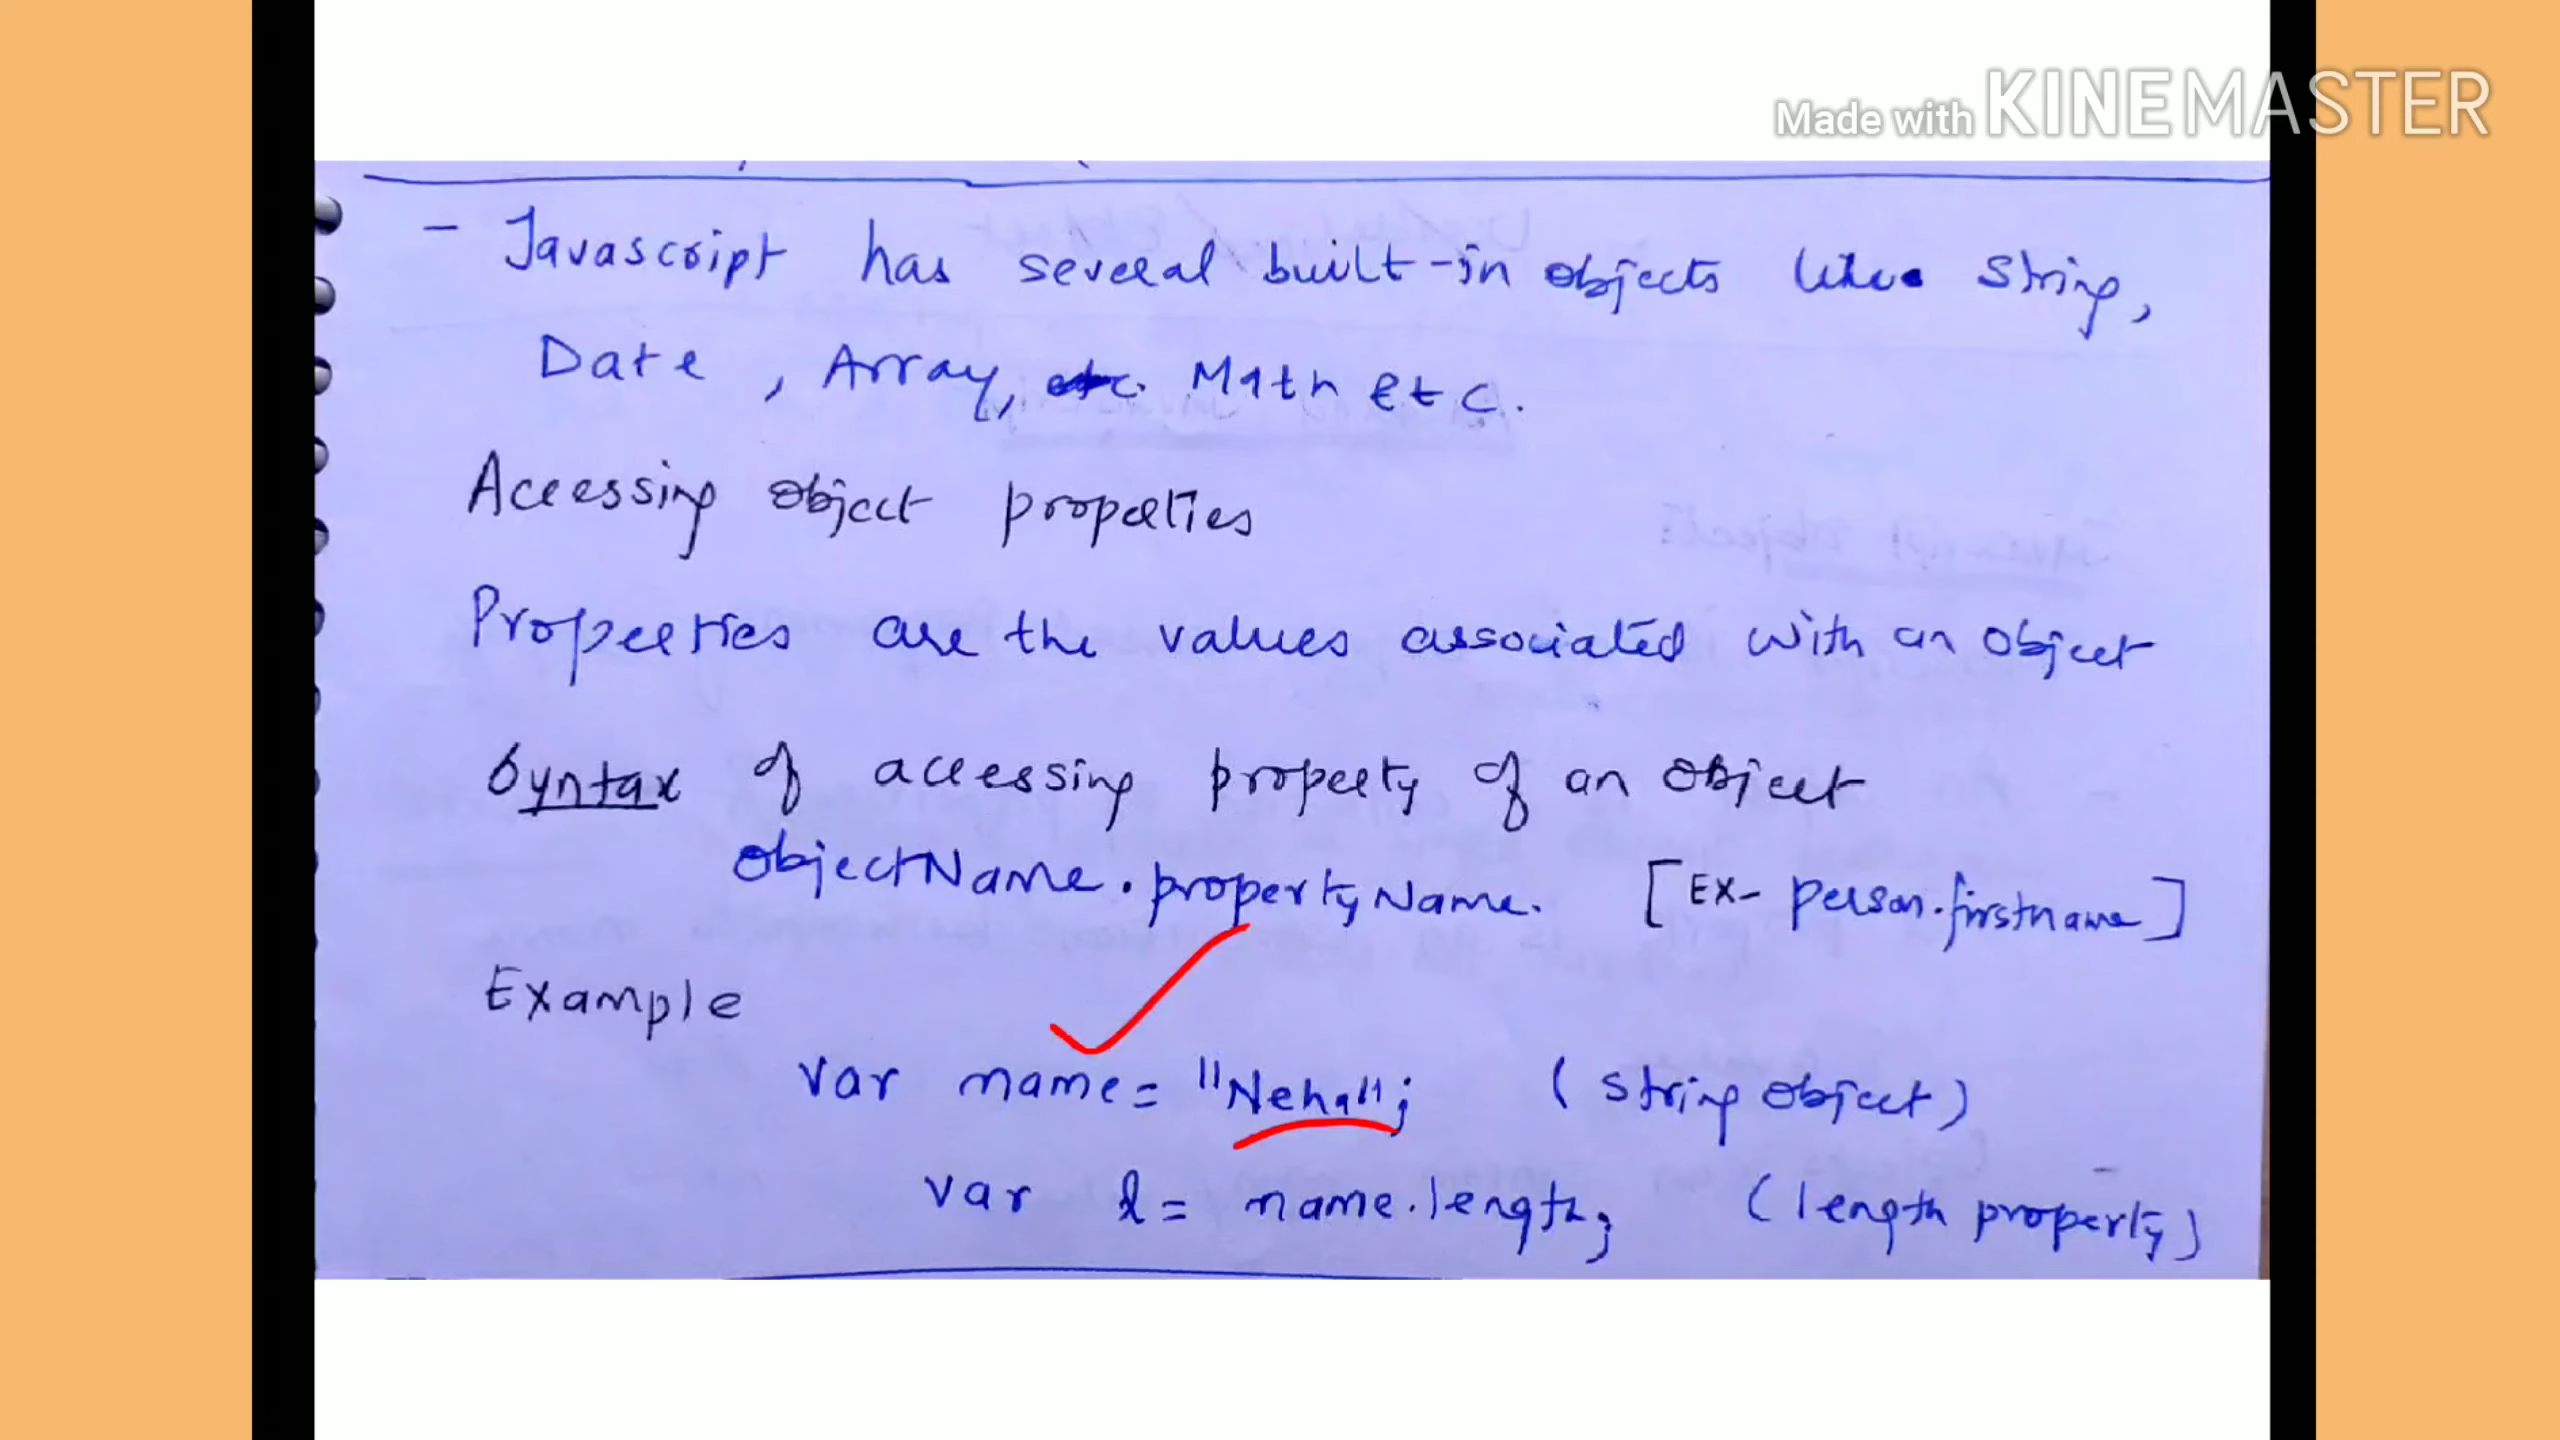 Made with KINEMASTER
- Javascript has several built-in objects like string,
Date, Array, etc. Math etc.
Accessing object properties
Properties are the values associated with an object
Syntax of accessing property of an object
objectName.propertyName. [EX- person.firstname]
Example
var name= "Neha"; (string object)
var l= name.length; (length property)